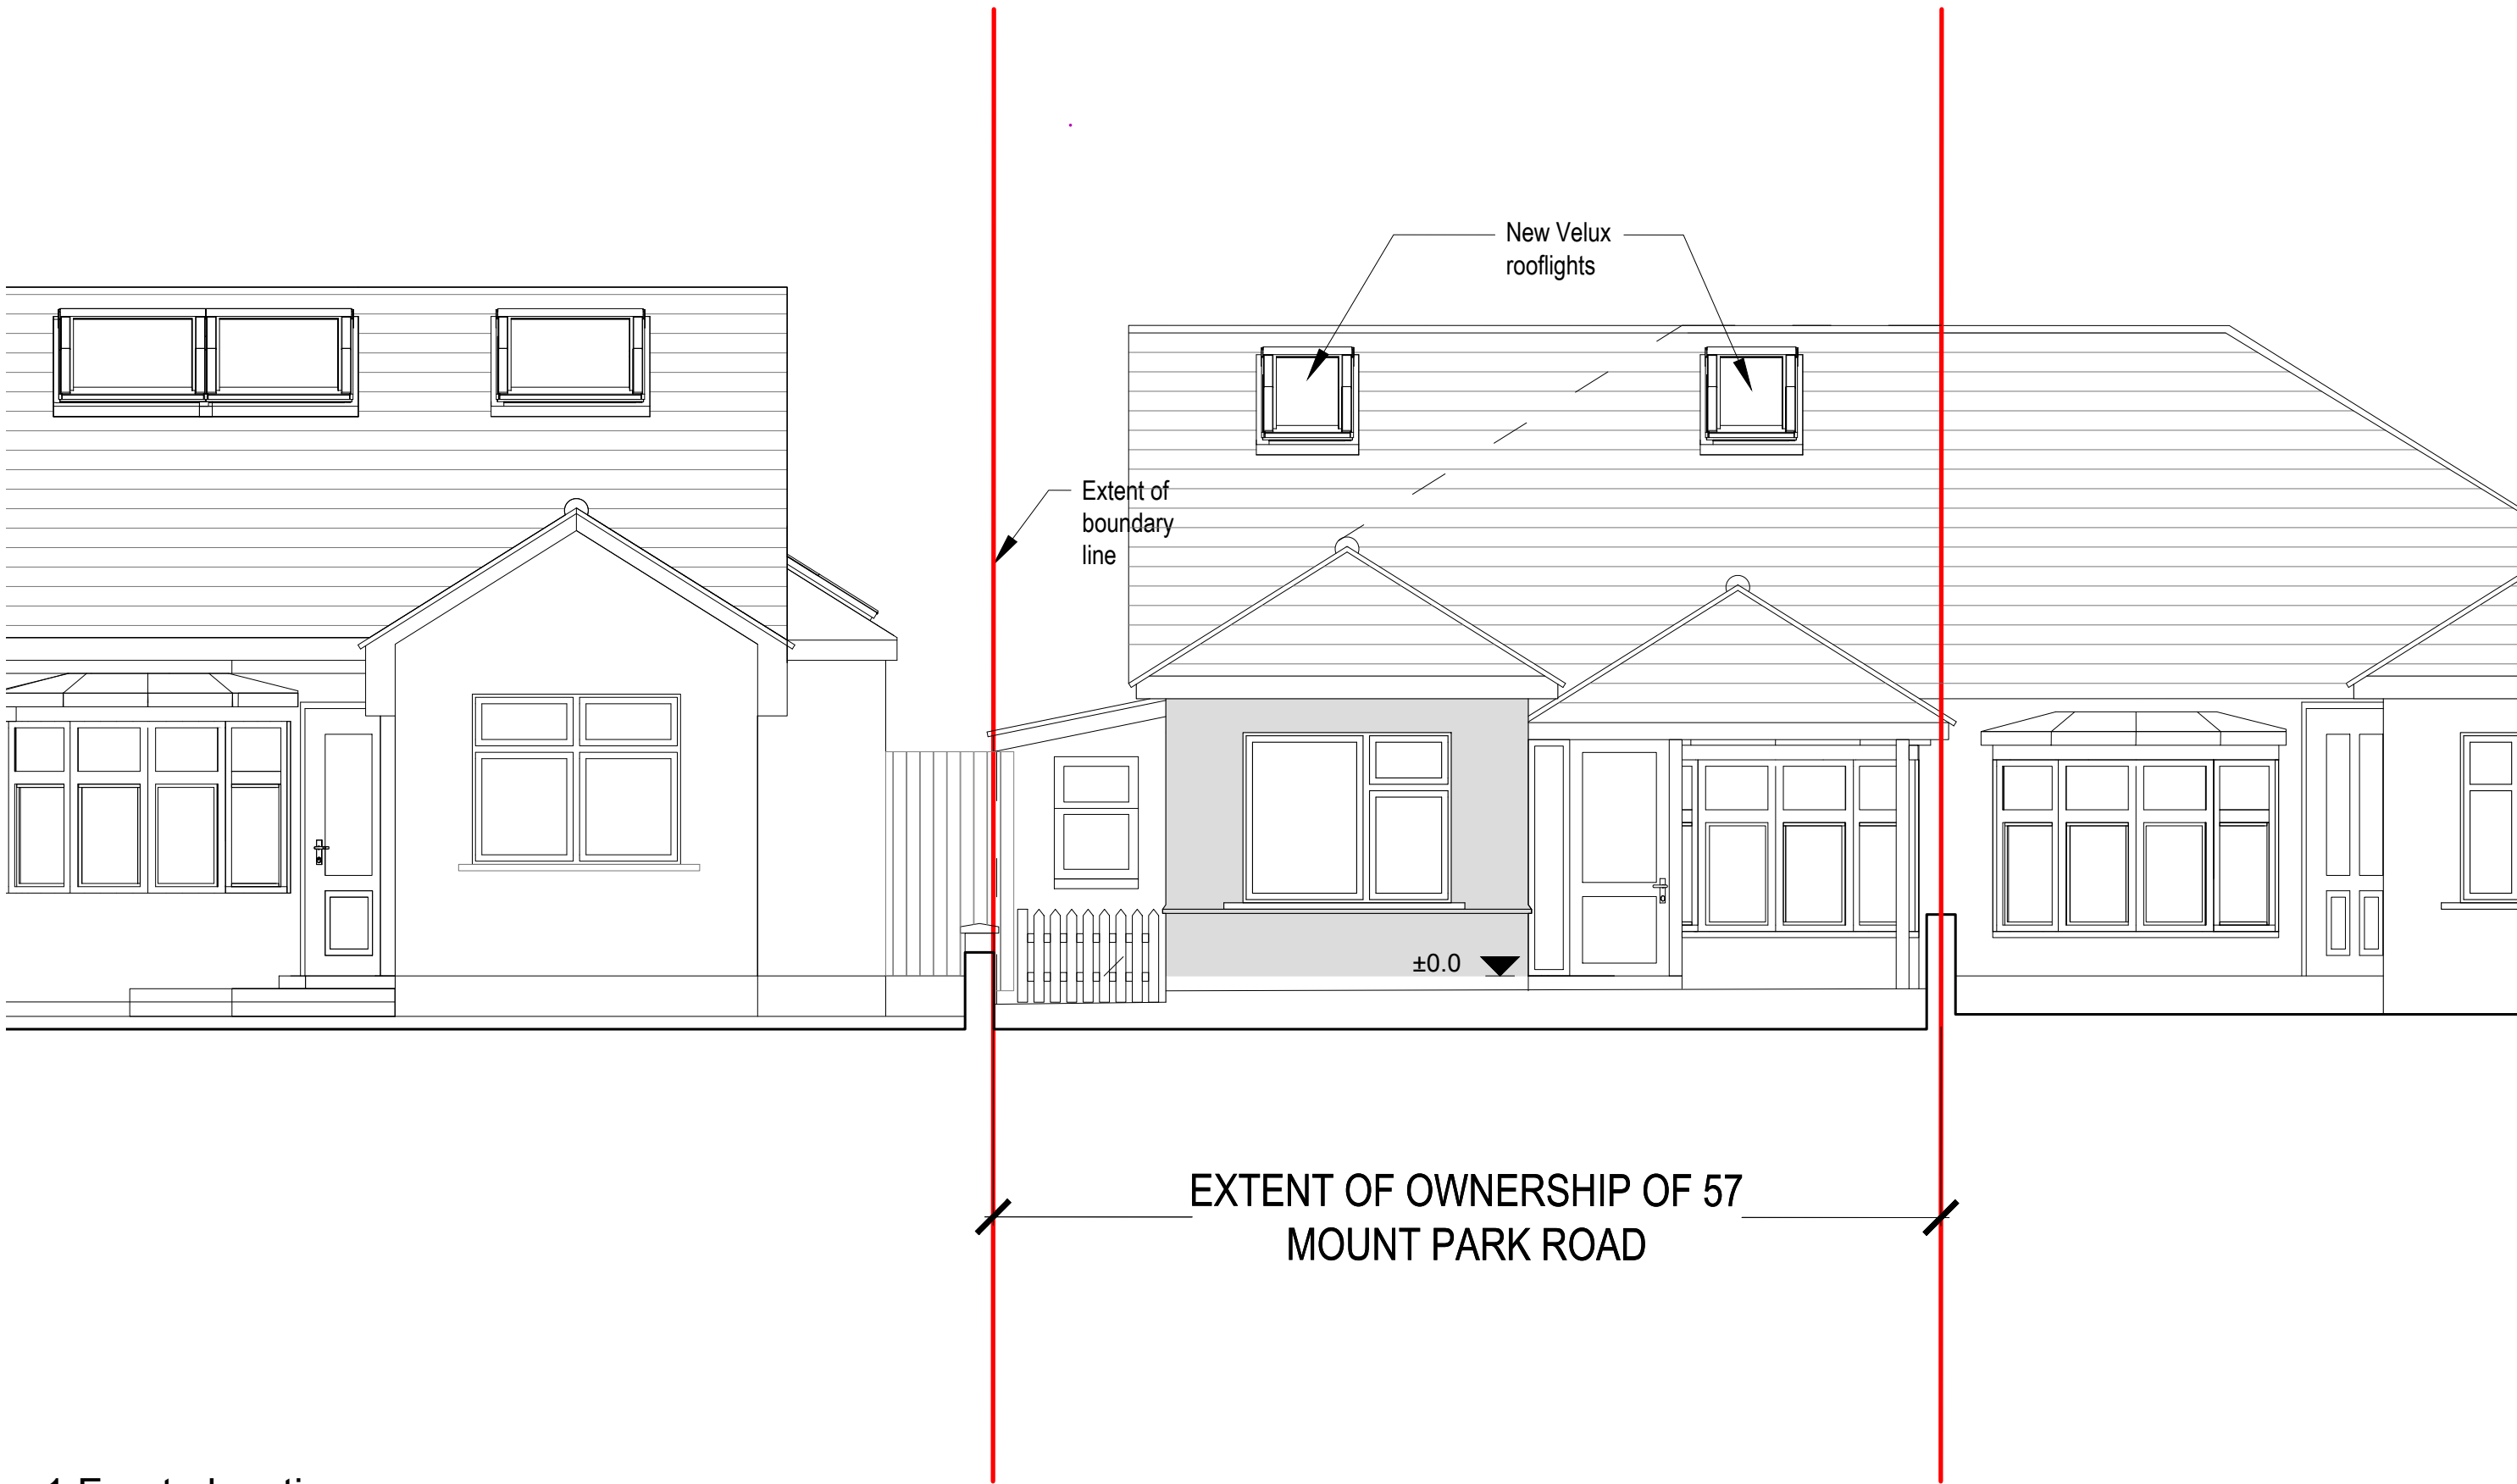 New Velux
rooflights
Extent of
boundary
line
±0.0
EXTENT OF OWNERSHIP OF 57
MOUNT PARK ROAD